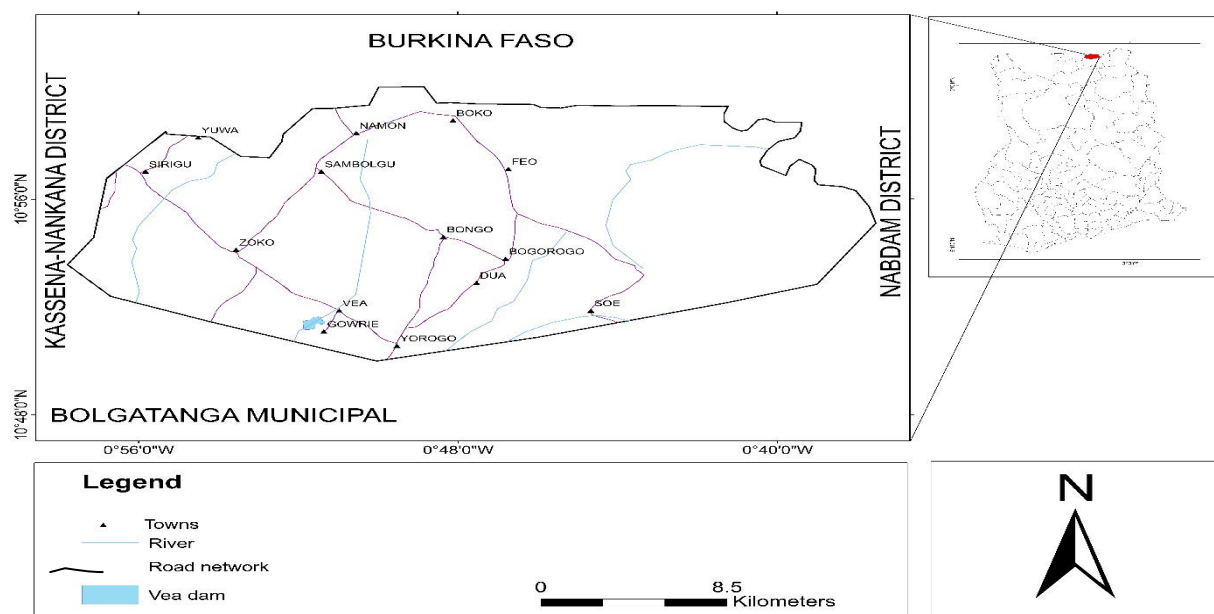 BURKINA FASO
KASSENA-NANKANA DISTRICT
NABDAM DISTRICT
BOLGATANGA MUNICIPAL
YUWA
SIRIGU
NAMON
BOKO
SAMBOLGU
FEO
ZOKO
BONGO
BOGOROGO
DUA
VEA
GOWRIE
YOROGO
SOE
10°56'0"N
10°48'0"N
0°56'0"W
0°48'0"W
0°40'0"W
Legend
Towns
River
Road network
Vea dam
0
8.5
Kilometers
N